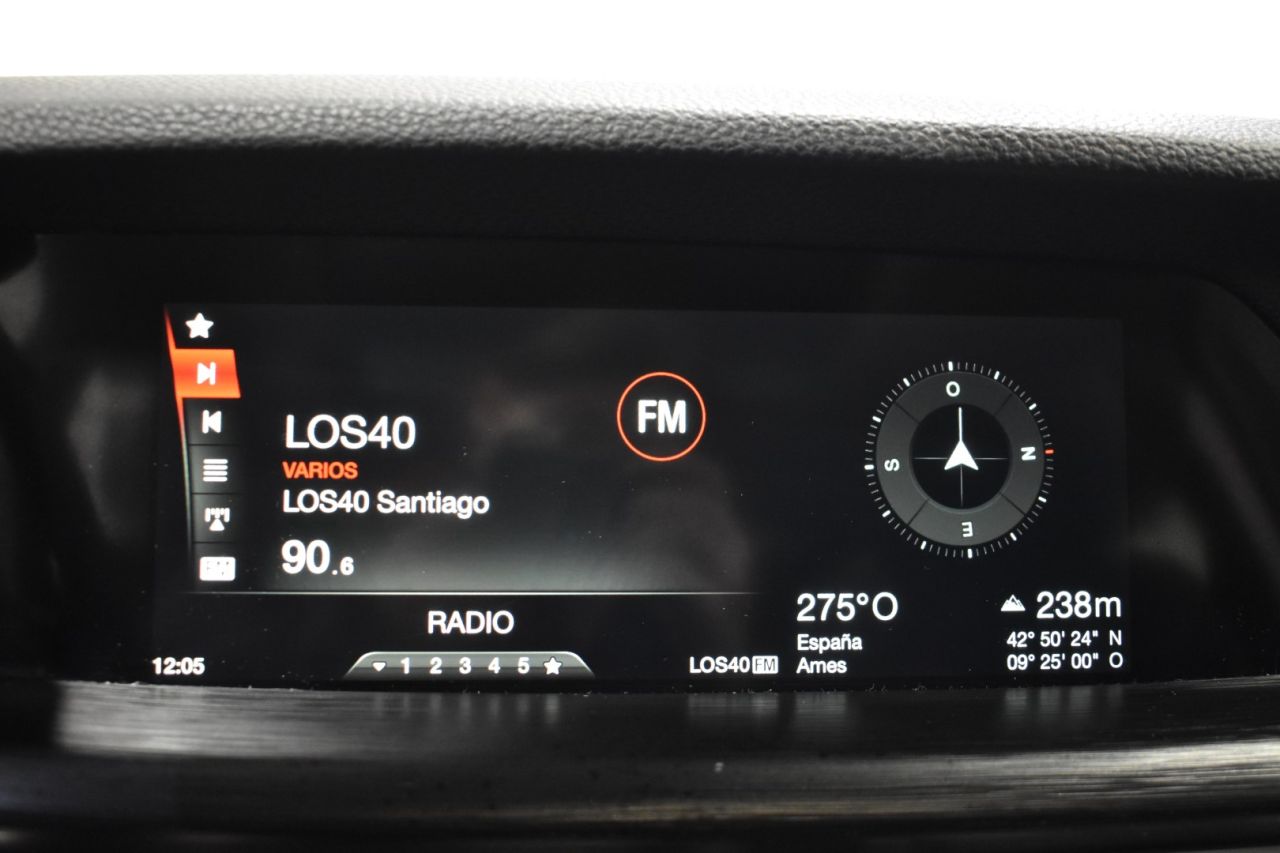 LOS40
VARIOS
LOS40 Santiago
90.6
FM
RADIO
12:05
1 2 3 4 5
LOS40 FM
O
N
E
S
275°O
España
Ames
238m
42° 50' 24" N
09° 25' 00" O